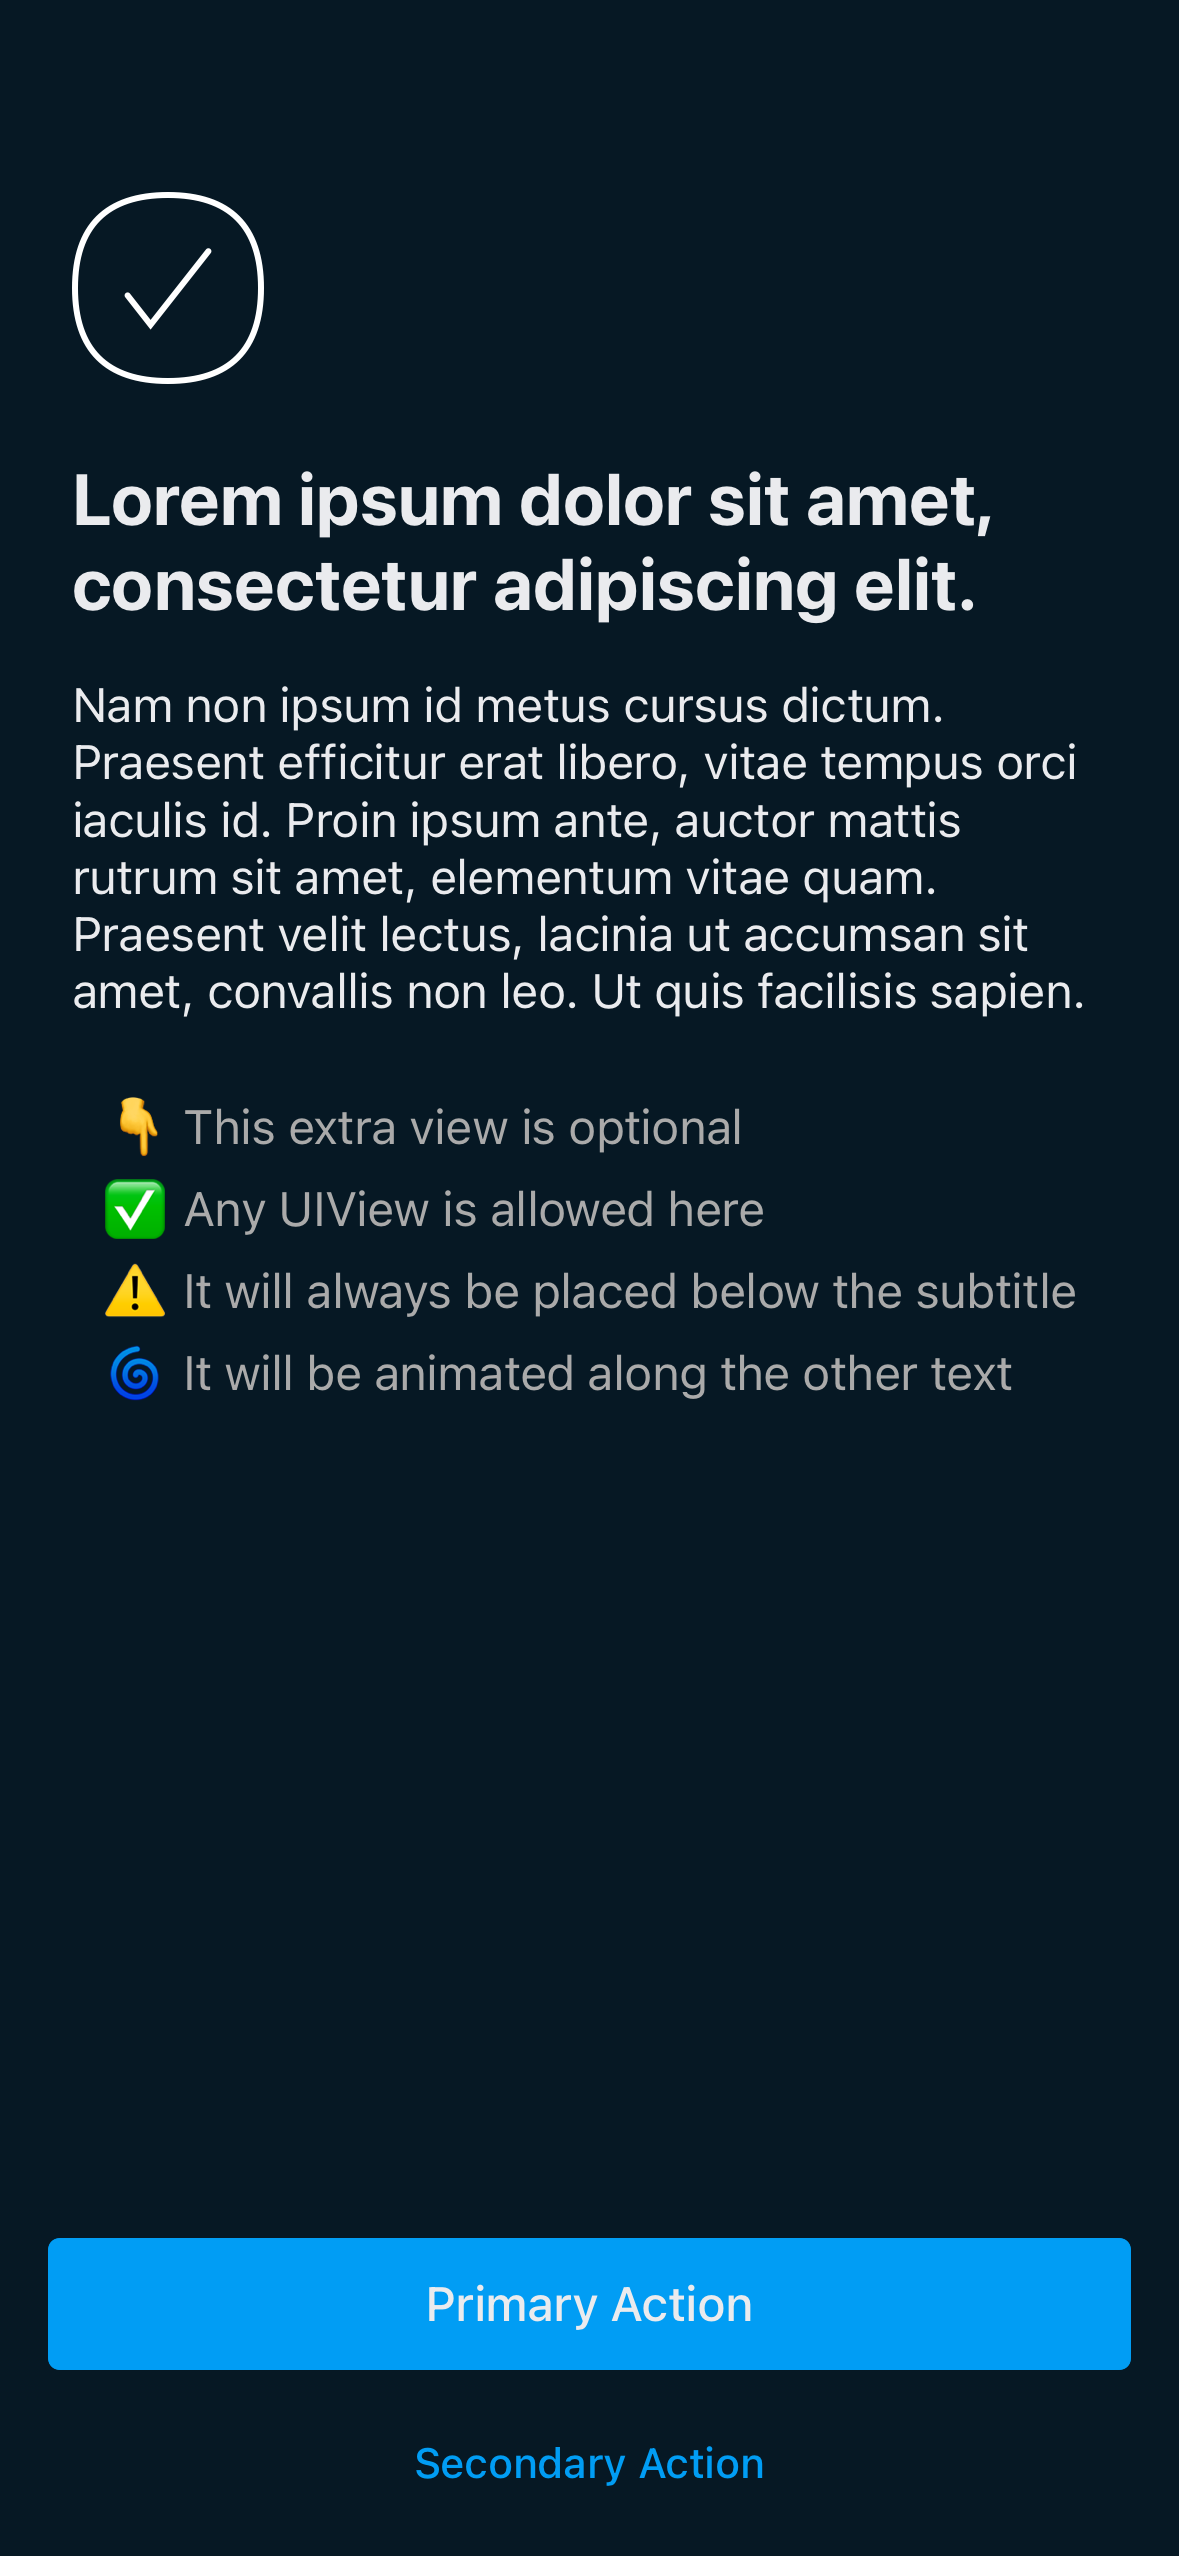 Lorem ipsum dolor sit amet,
consectetur adipiscing elit.
Nam non ipsum id metus cursus dictum.
Praesent efficitur erat libero, vitae tempus orci
iaculis id. Proin ipsum ante, auctor mattis
rutrum sit amet, elementum vitae quam.
Praesent velit lectus, lacinia ut accumsan sit
amet, convallis non leo. Ut quis facilisis sapien.
👇 This extra view is optional
✅ Any UIView is allowed here
⚠️ It will always be placed below the subtitle
🌀 It will be animated along the other text
Primary Action
Secondary Action